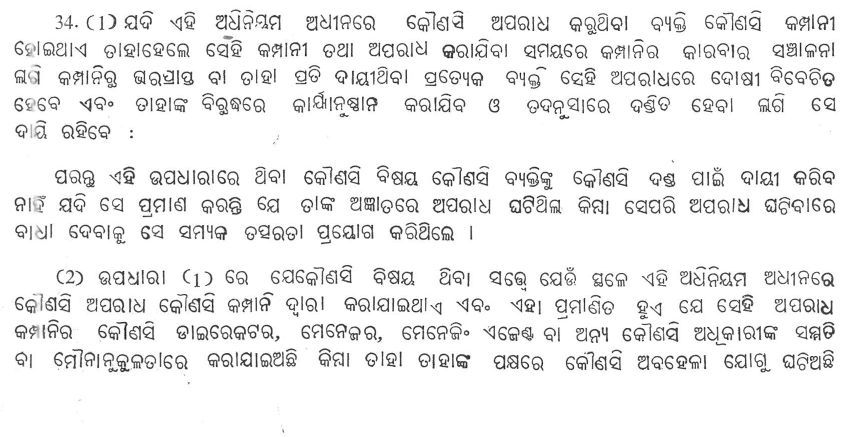 34. (1) ଯଦି ଏହି ଅଧିନିୟମ ଅଧୀନରେ କୌଣସି ଅପରାଧ କରୁଥିବା ବ୍ୟକ୍ତି କୌଣସି କମ୍ପାନୀ
ହୋଇଥାଏ ତାହାହେଲେ ସେହି କମ୍ପାନୀ ତଥା ଅପରାଧ କରାଯିବା ସମୟରେ କମ୍ପାନିର କାରବାର ସଞ୍ଚାଳନା
ଲାଗି କମ୍ପାନିରୁ ଭରପ୍ରାପ୍ତ ବା ତାହା ପ୍ରତି ଦାୟୀଥିବା ପ୍ରତ୍ୟେକ ବ୍ୟକ୍ତି ସେହି ଅପରାଧରେ ଦୋଷୀ ବିବେଚିତ
ହେବେ ଏବଂ ତାହାଙ୍କ ବିରୁଦ୍ଧରେ କାର୍ଯ୍ୟାନୁଷ୍ଠାନ କରାଯିବ ଓ ତଦନୁସାରେ ଦଣ୍ଡିତ ହେବା ଲାଗି ସେ
ଦାୟି ରହିବେ :
ପରନ୍ତୁ ଏହି ଉପଧାରାରେ ଥିବା କୌଣସି ବିଷୟ କୌଣସି ବ୍ୟକ୍ତିଙ୍କୁ କୌଣସି ଦଣ୍ଡ ପାଇଁ ଦାୟୀ କରିବ
ନାହିଁ ଯଦି ସେ ପ୍ରମାଣ କରନ୍ତି ଯେ ତାଙ୍କ ଅଜ୍ଞାତରେ ଅପରାଧ ଘଟିଥିଲା କିମ୍ବା ସେପରି ଅପରାଧ ଘଟିବାରେ
ବାଧା ଦେବାକୁ ସେ ସମ୍ୟକ ତତ୍ପରତା ପ୍ରୟୋଗ କରିଥିଲେ ।
(2) ଉପଧାରା (1) ରେ ଯେକୌଣସି ବିଷୟ ଥିବା ସତ୍ତ୍ୱେ ଯେଉଁ ସ୍ଥଳେ ଏହି ଅଧିନିୟମ ଅଧୀନରେ
କୌଣସି ଅପରାଧ କୌଣସି କମ୍ପାନି ଦ୍ୱାରା କରାଯାଇଥାଏ ଏବଂ ଏହା ପ୍ରମାଣିତ ହୁଏ ଯେ ସେହି ଅପରାଧ
କମ୍ପାନିର କୌଣସି ଡାଇରେକଟର, ମେନେଜର, ମେନେଜିଂ ଏଜେଣ୍ଟ ବା ଅନ୍ୟ କୌଣସି ଅଧିକାରୀଙ୍କ ସମ୍ମତି
ବା ମୌନାନୁକୂଳତାରେ କରାଯାଇଅଛି କିମ୍ବା ତାହା ତାହାଙ୍କ ପକ୍ଷରେ କୌଣସି ଅବହେଳା ଯୋଗୁ ଘଟିଅଛି